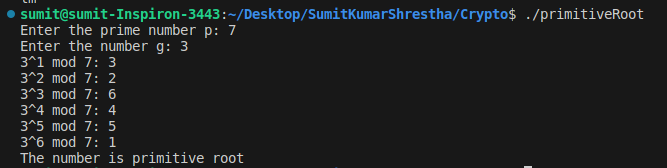 sumit@sumit-Inspiron-3443:~/Desktop/SumitKumarShrestha/Crypto$ ./primitiveRoot
Enter the prime number p: 7
Enter the number g: 3
3^1 mod 7: 3
3^2 mod 7: 2
3^3 mod 7: 6
3^4 mod 7: 4
3^5 mod 7: 5
3^6 mod 7: 1
The number is primitive root